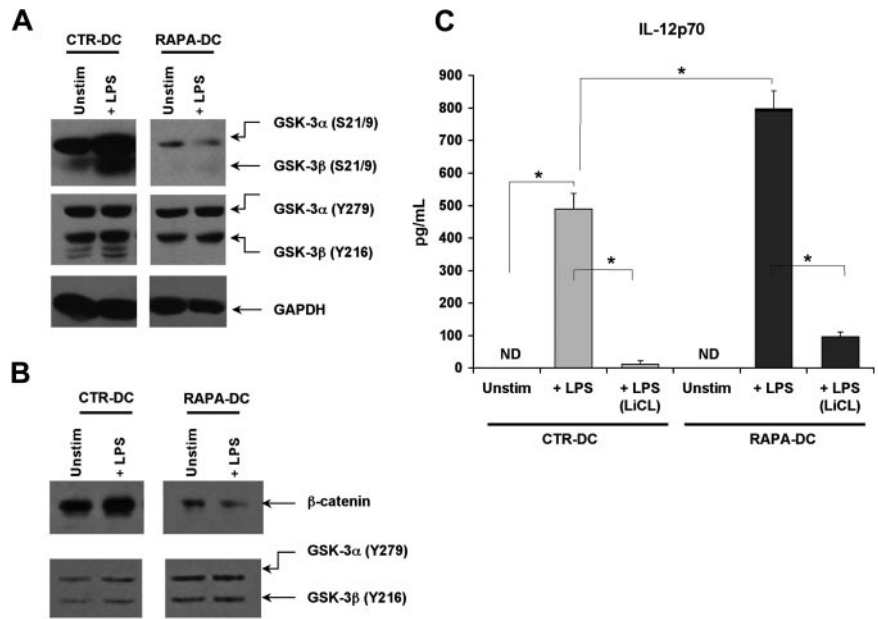 A
CTR-DC RAPA-DC
Unstim + LPS Unstim + LPS
GSK-3α (S21/9)
GSK-3β (S21/9)
GSK-3α (Y279)
GSK-3β (Y216)
GAPDH
B
CTR-DC RAPA-DC
Unstim + LPS Unstim + LPS
β-catenin
GSK-3α (Y279)
GSK-3β (Y216)
C
IL-12p70
pg/mL
900
800
700
600
500
400
300
200
100
0
* * * * 
ND ND
Unstim + LPS + LPS Unstim + LPS + LPS
(LiCL) (LiCL)
CTR-DC RAPA-DC